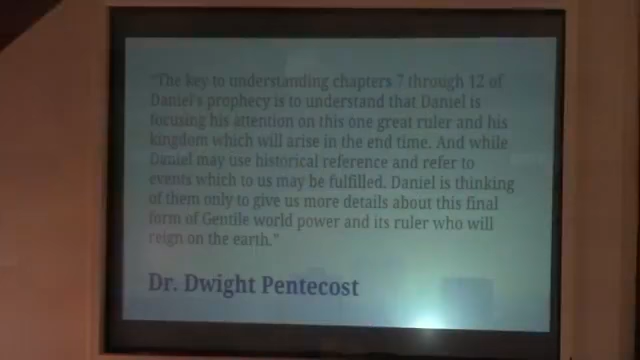 "The key to understanding chapters 7 through 12 of
Daniel's prophecy is to understand that Daniel is
focusing his attention on this one great ruler and his
kingdom which will arise in the end time. And while
Daniel may use historical reference and refer to
events which to us may be fulfilled. Daniel is thinking
of them only to give us more details about this final
form of Gentile world power and its ruler who will
reign on the earth."
Dr. Dwight Pentecost